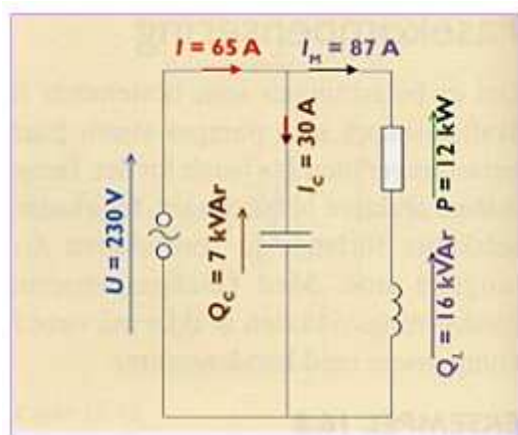 I = 65 A
I_M = 87 A
U = 230 V
Q_C = 7 kVAr
I_C = 30 A
P = 12 kW
Q_L = 16 kVAr